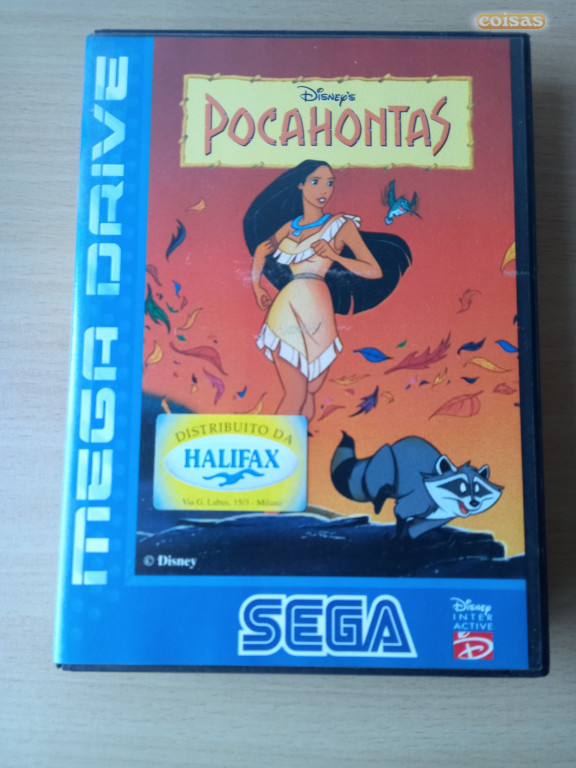 coisas
Disney's
POCAHONTAS
MEGA DRIVE
DISTRIBUITO DA
HALIFAX
Via G. Labus, 15/3 - Milano
© Disney
SEGA
Disney
INTER
ACTIVE